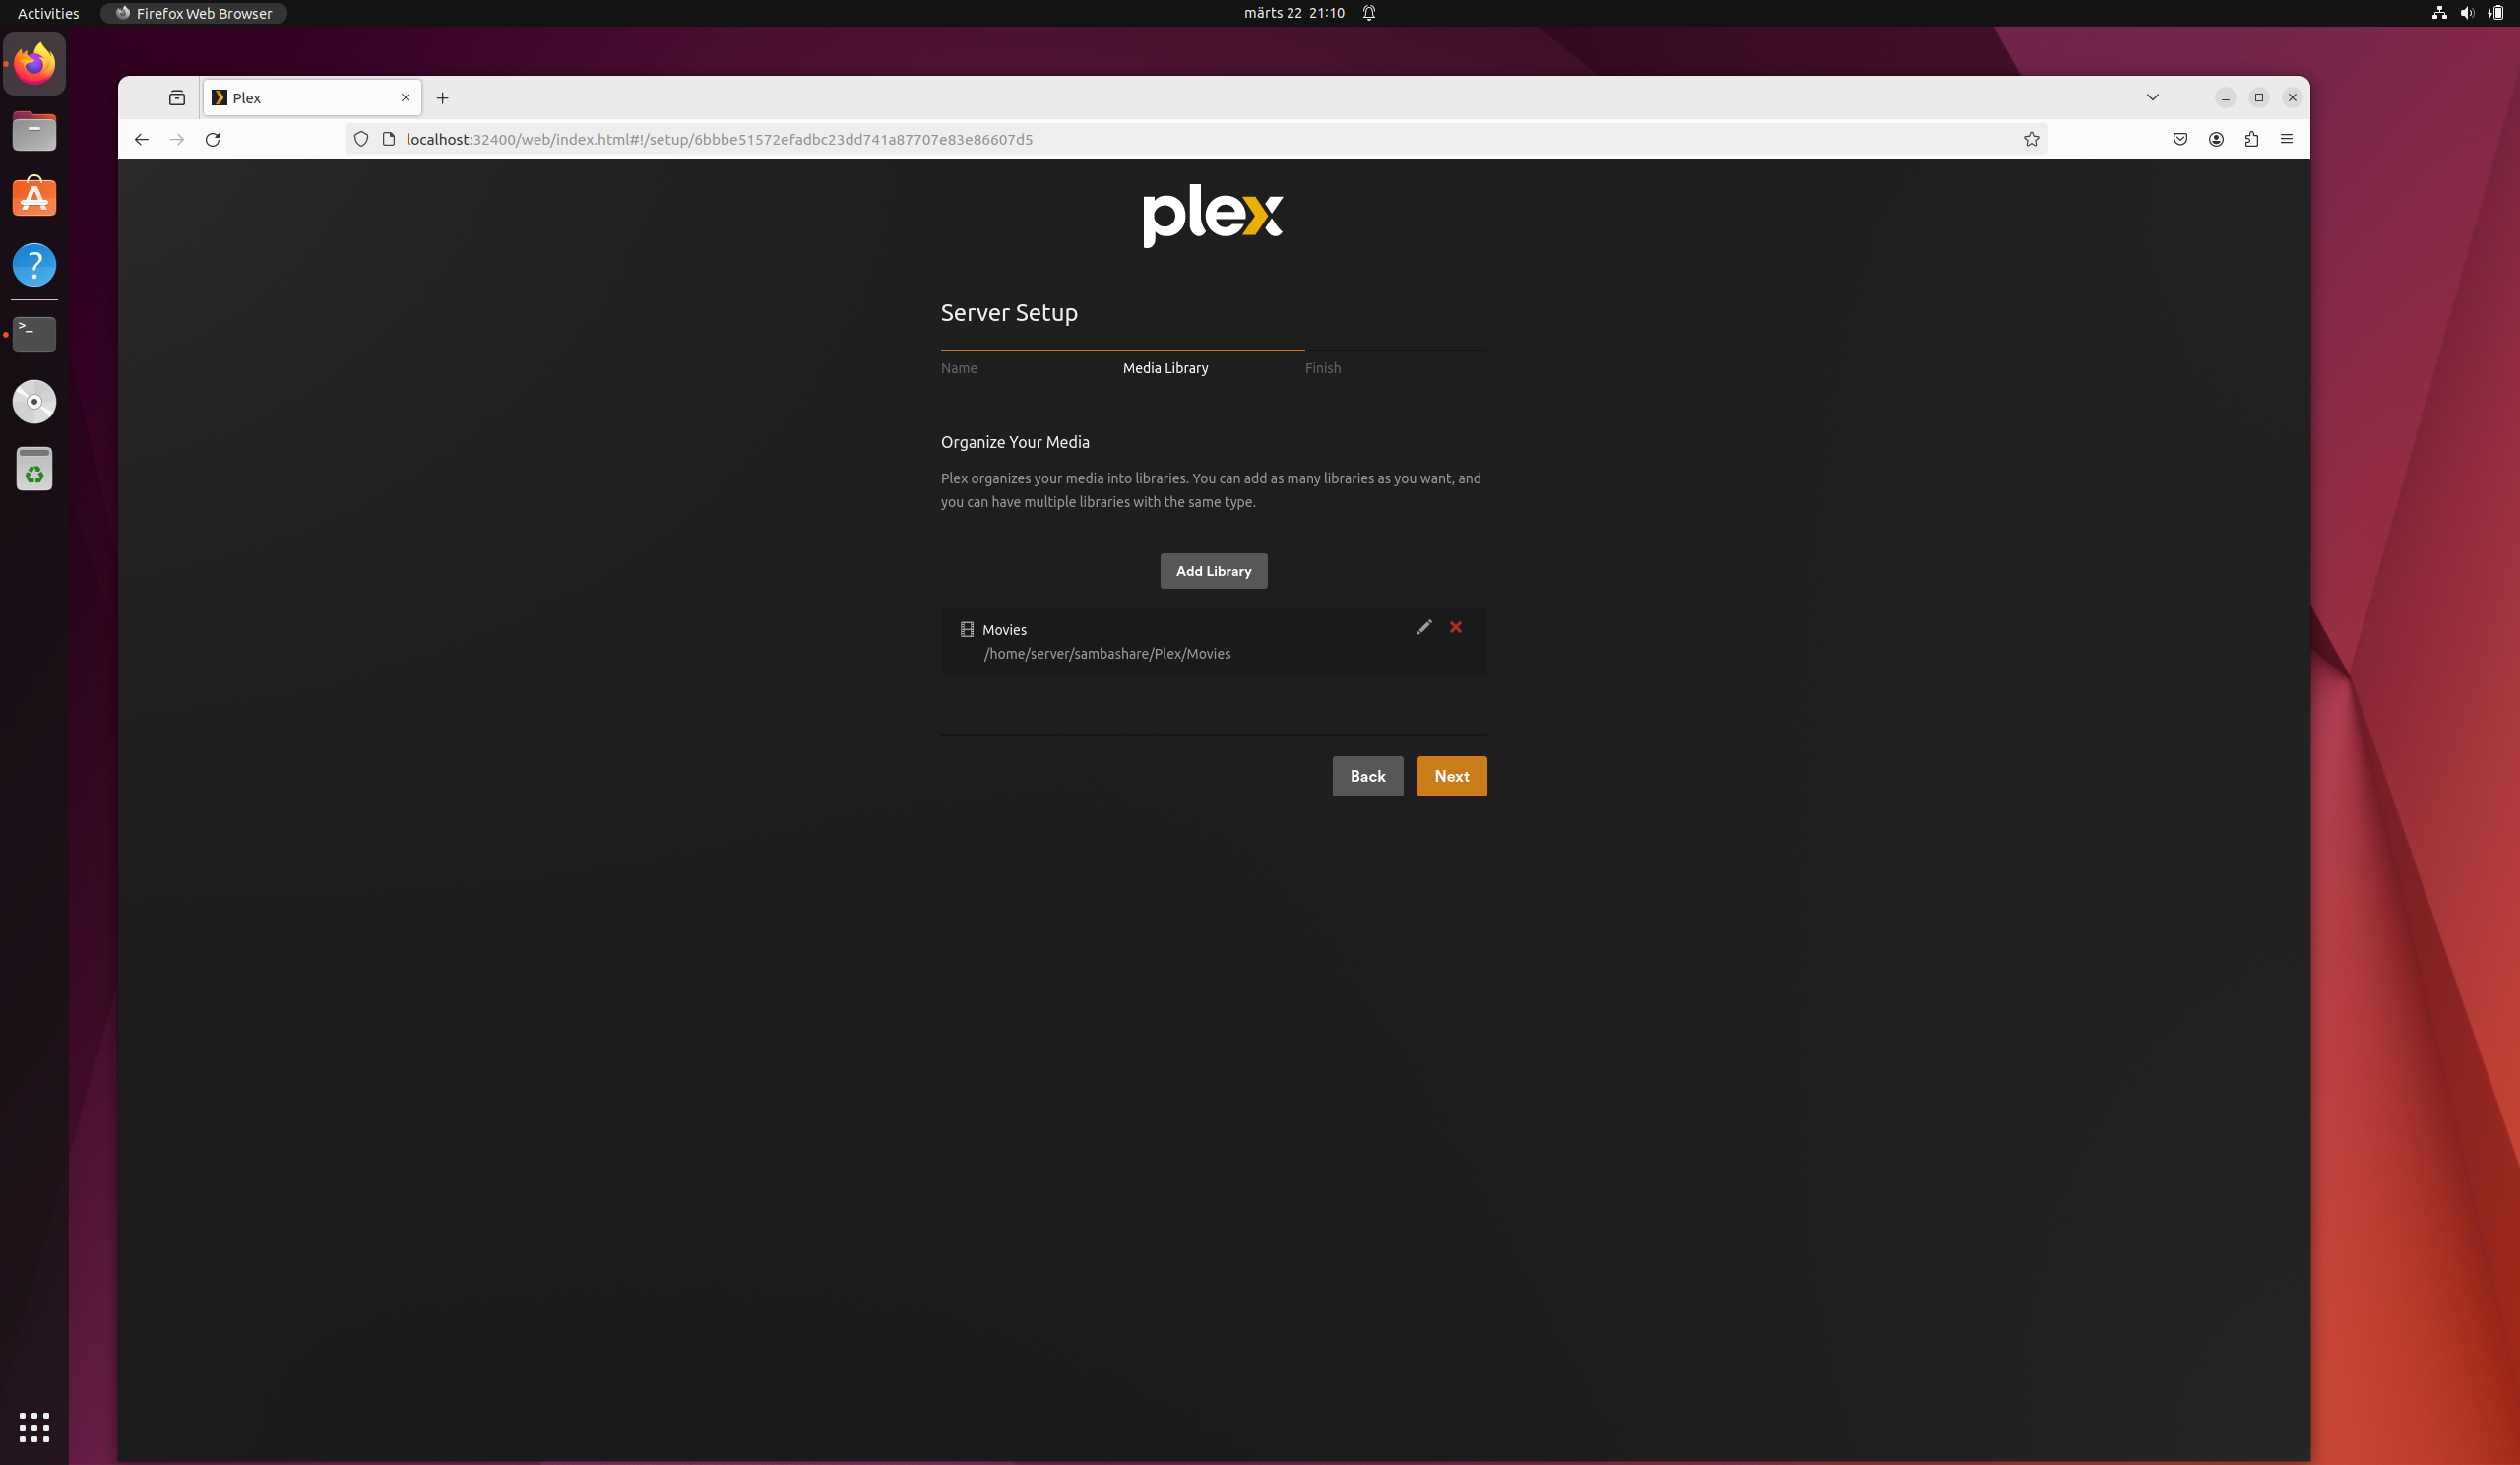 Activities
Firefox Web Browser
märts 22 21:10
Plex
localhost:32400/web/index.html#!/setup/6bbbe51572efadbc23dd741a87707e83e86607d5
plex
Server Setup
Name
Media Library
Finish
Organize Your Media
Plex organizes your media into libraries. You can add as many libraries as you want, and
you can have multiple libraries with the same type.
Add Library
Movies
/home/server/sambashare/Plex/Movies
Back
Next